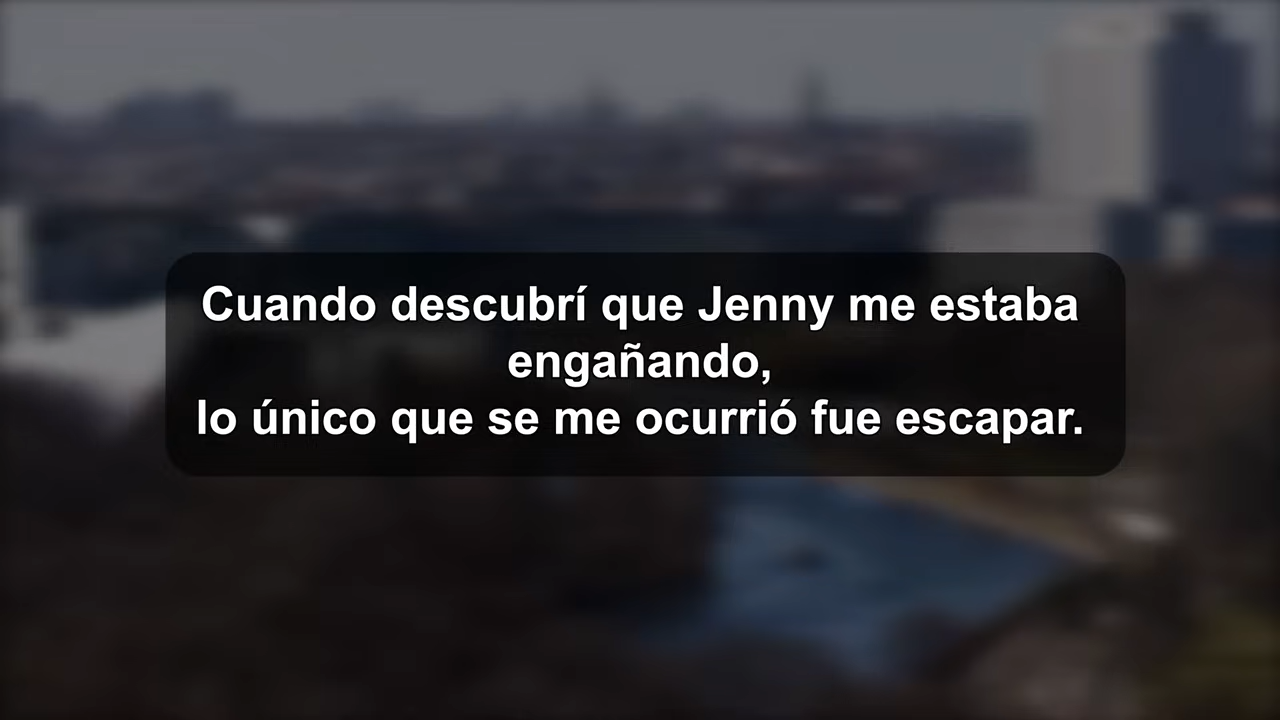 Cuando descubrí que Jenny me estaba
engañando,
lo único que se me ocurrió fue escapar.